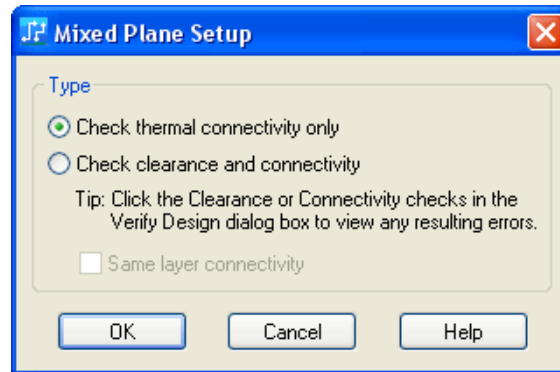 Mixed Plane Setup
Type
Check thermal connectivity only
Check clearance and connectivity
Tip: Click the Clearance or Connectivity checks in the
Verify Design dialog box to view any resulting errors.
Same layer connectivity
OK Cancel Help